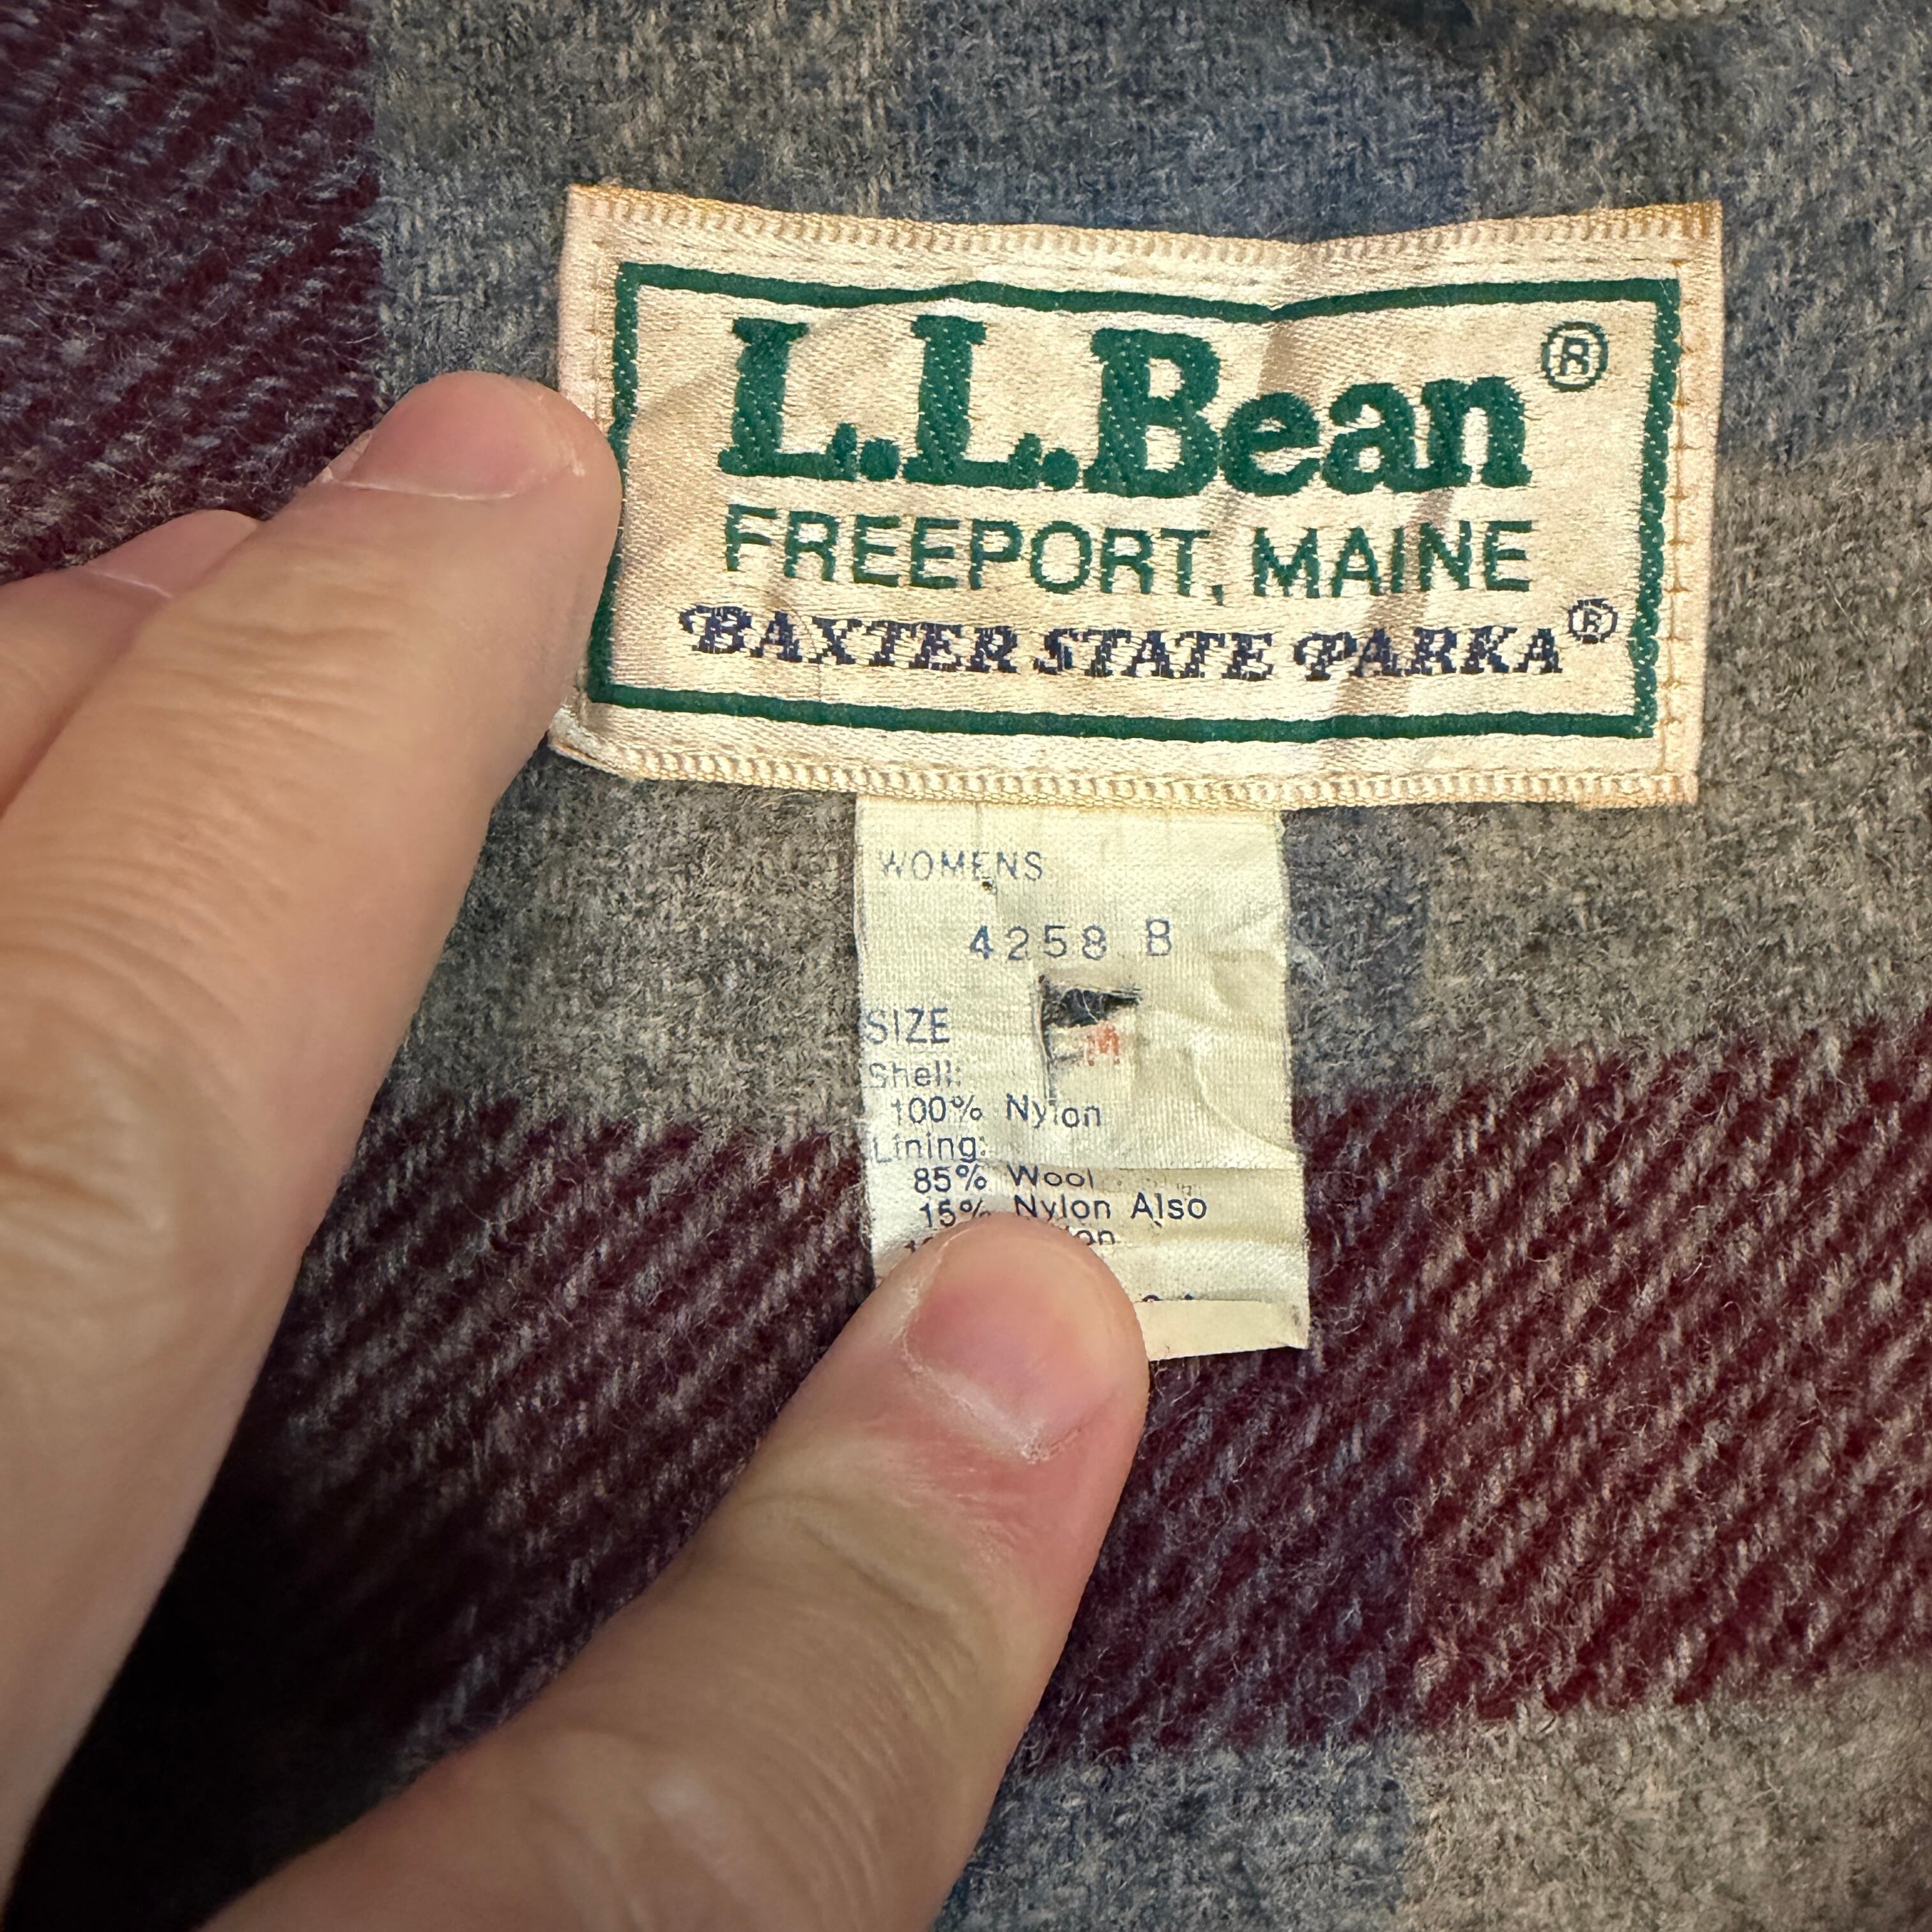 L.L.Bean®
FREEPORT, MAINE
BAXTER STATE PARKA®
WOMENS
4258 B
SIZE M
Shell:
100% Nylon
Lining:
85% Wool
15% Nylon Also